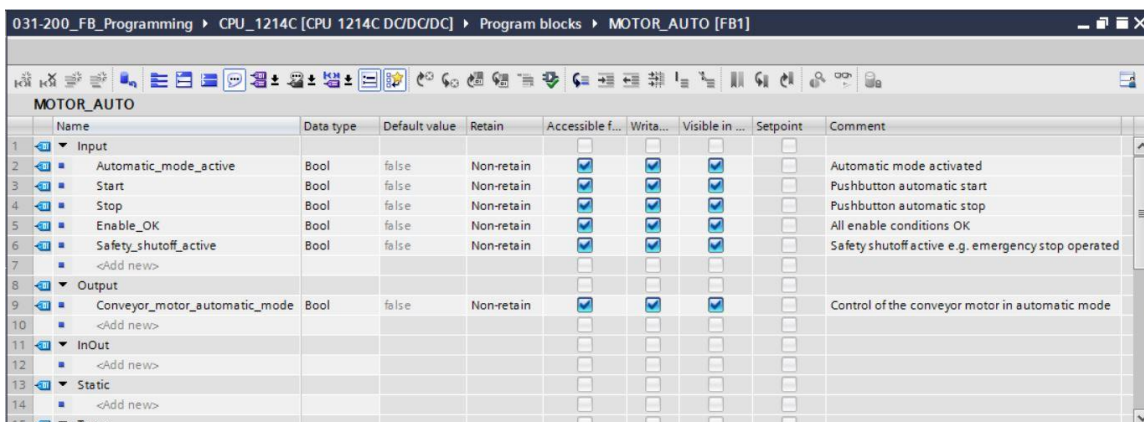 031-200_FB_Programming ▸ CPU_1214C [CPU 1214C DC/DC/DC] ▸ Program blocks ▸ MOTOR_AUTO [FB1]
MOTOR_AUTO
Name Data type Default value Retain Accessible f... Writa... Visible in ... Setpoint Comment
1 Input
2 Automatic_mode_active Bool false Non-retain Automatic mode activated
3 Start Bool false Non-retain Pushbutton automatic start
4 Stop Bool false Non-retain Pushbutton automatic stop
5 Enable_OK Bool false Non-retain All enable conditions OK
6 Safety_shutoff_active Bool false Non-retain Safety shutoff active e.g. emergency stop operated
7 <Add new>
8 Output
9 Conveyor_motor_automatic_mode Bool false Non-retain Control of the conveyor motor in automatic mode
10 <Add new>
11 InOut
12 <Add new>
13 Static
14 <Add new>